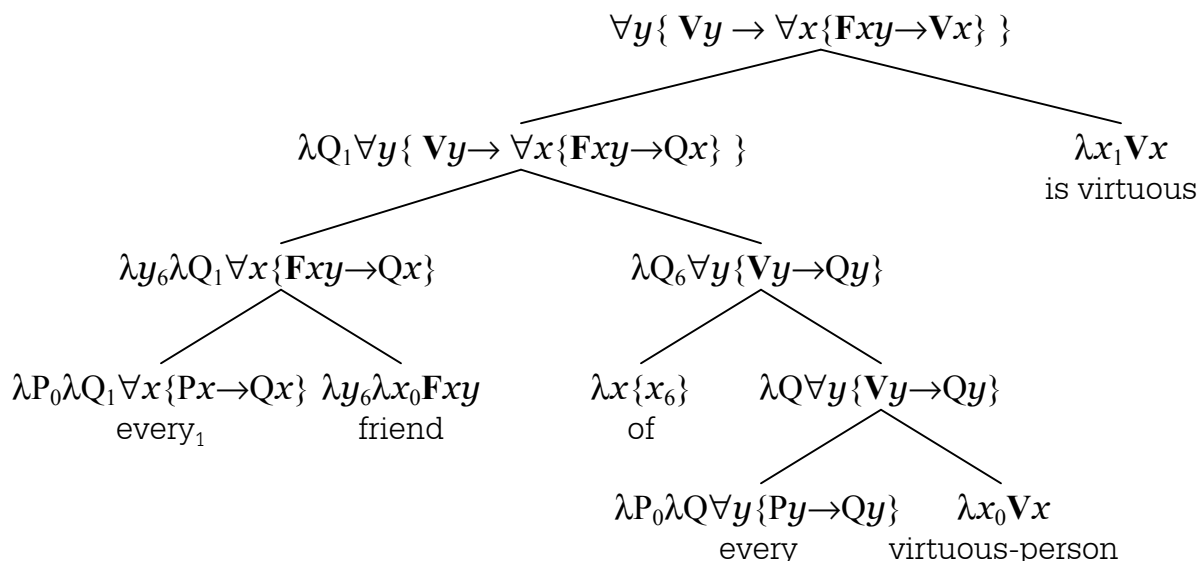 ∀y{ Vy → ∀x{Fxy→Vx} }
λQ₁∀y{ Vy→ ∀x{Fxy→Qx} } λx₁Vx
is virtuous
λy₆λQ₁∀x{Fxy→Qx} λQ₆∀y{Vy→Qy}
λP₀λQ₁∀x{Px→Qx} λy₆λx₀Fxy λx{x₆} λQ∀y{Vy→Qy}
every₁ friend of
λP₀λQ∀y{Py→Qy} λx₀Vx
every virtuous-person